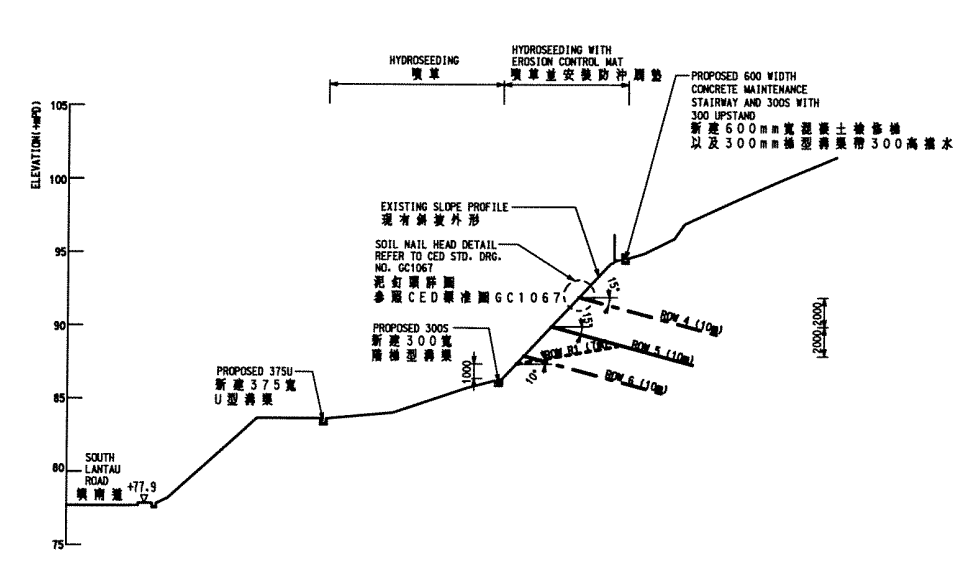 HYDROSEEDING
噴草
HYDROSEEDING WITH
EROSION CONTROL MAT
噴草並安裝防沖刷墊
PROPOSED 600 WIDTH
CONCRETE MAINTENANCE
STAIRWAY AND 300S WITH
300 UPSTAND
新建600mm寬混凝土檢修梯
以及300mm梯型溝渠帶300高擋水
ELEVATION(+mPD)
105
100
95
90
85
80
75
EXISTING SLOPE PROFILE
現有斜坡外形
SOIL NAIL HEAD DETAIL
REFER TO CED STD. DRG.
NO. GC1067
泥釘頭詳圖
參照CED標準圖GC1067
15°
ROW 4 (10m)
15°
ROW 5 (10m)
ROW R1
10°
ROW 6 (10m)
2000
2000
PROPOSED 300S
新建300寬
階梯型溝渠
1000
PROPOSED 375U
新建375寬
U型溝渠
SOUTH
LANTAU
ROAD
嶼南道
+77.9